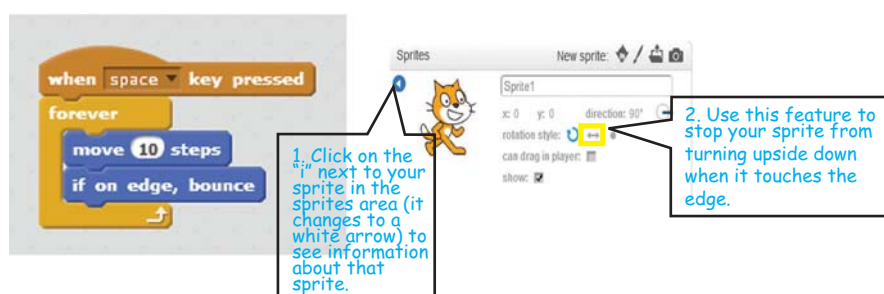 when space key pressed
forever
move 10 steps
if on edge, bounce
Sprites
New sprite:
Sprite1
x: 0 y: 0 direction: 90°
rotation style:
can drag in player:
show:
1. Click on the
"i" next to your
sprite in the
sprites area (it
changes to a
white arrow) to
see information
about that
sprite.
2. Use this feature to
stop your sprite from
turning upside down
when it touches the
edge.